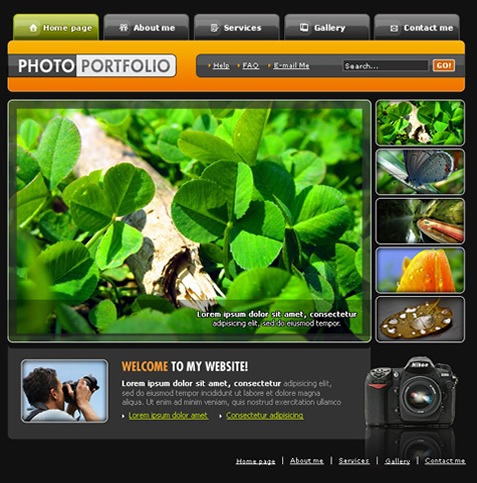 Home page About me Services Gallery Contact me
PHOTO PORTFOLIO
Help FAQ E-mail Me Search... GO!
Lorem ipsum dolor sit amet, consectetur
adipisicing elit, sed do eiusmod tempor.
WELCOME TO MY WEBSITE!
Lorem ipsum dolor sit amet, consectetur adipisicing elit,
sed do eiusmod tempor incididunt ut labore et dolore magna
aliqua. Ut enim ad minim veniam, quis nostrud exercitation ullamco
Lorem ipsum dolor amet Consectetur adipisicing
Nikon
Home page | About me | Services | Gallery | Contact me